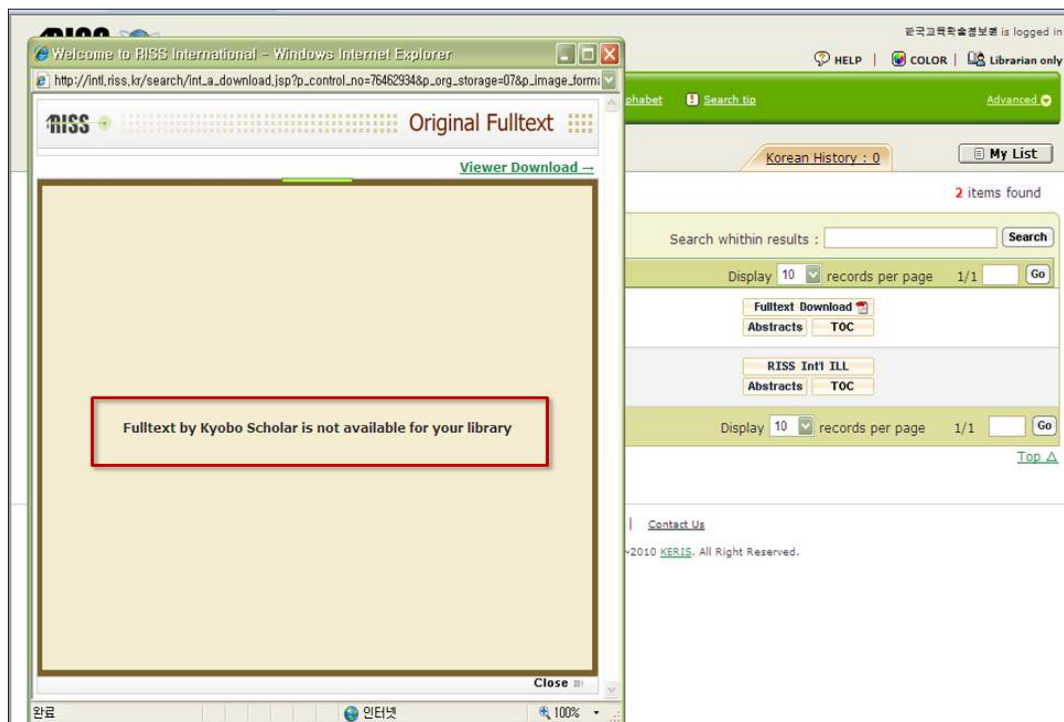 RISS
한국교육학술정보원 is logged in
HELP | COLOR | Librarian only
Welcome to RISS International - Windows Internet Explorer
http://intl.riss.kr/search/int_a_download.jsp?p_control_no=76462934&p_org_storage=07&p_image_forma
RISS Original Fulltext
Viewer Download →
Fulltext by Kyobo Scholar is not available for your library
Close
완료 인터넷 100%
phabet Search tip Advanced
Korean History : 0 My List
2 items found
Search whithin results : Search
Display 10 records per page 1/1 Go
Fulltext Download
Abstracts TOC
RISS Int'l ILL
Abstracts TOC
Display 10 records per page 1/1 Go
Top △
| Contact Us
~2010 KERIS. All Right Reserved.